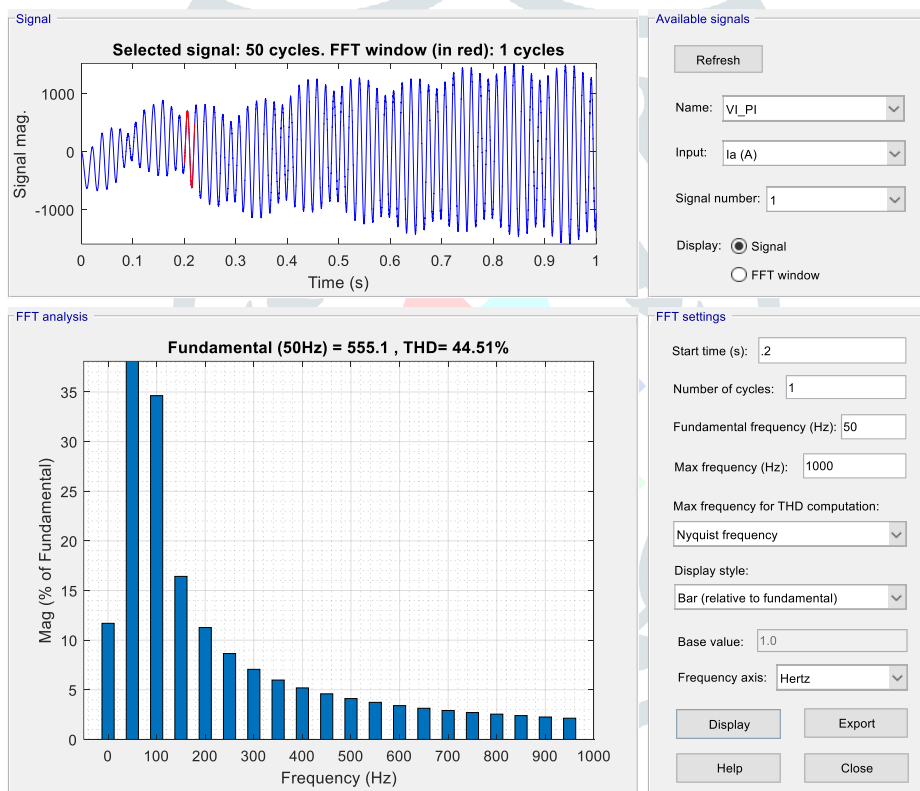 Signal
Selected signal: 50 cycles. FFT window (in red): 1 cycles
Signal mag.
1000
0
-1000
0 0.1 0.2 0.3 0.4 0.5 0.6 0.7 0.8 0.9 1
Time (s)
Available signals
Refresh
Name: VI_PI
Input: Ia (A)
Signal number: 1
Display: Signal
FFT window
FFT analysis
Fundamental (50Hz) = 555.1 , THD= 44.51%
Mag (% of Fundamental)
35
30
25
20
15
10
5
0
0 100 200 300 400 500 600 700 800 900 1000
Frequency (Hz)
FFT settings
Start time (s): .2
Number of cycles: 1
Fundamental frequency (Hz): 50
Max frequency (Hz): 1000
Max frequency for THD computation:
Nyquist frequency
Display style:
Bar (relative to fundamental)
Base value: 1.0
Frequency axis: Hertz
Display Export
Help Close